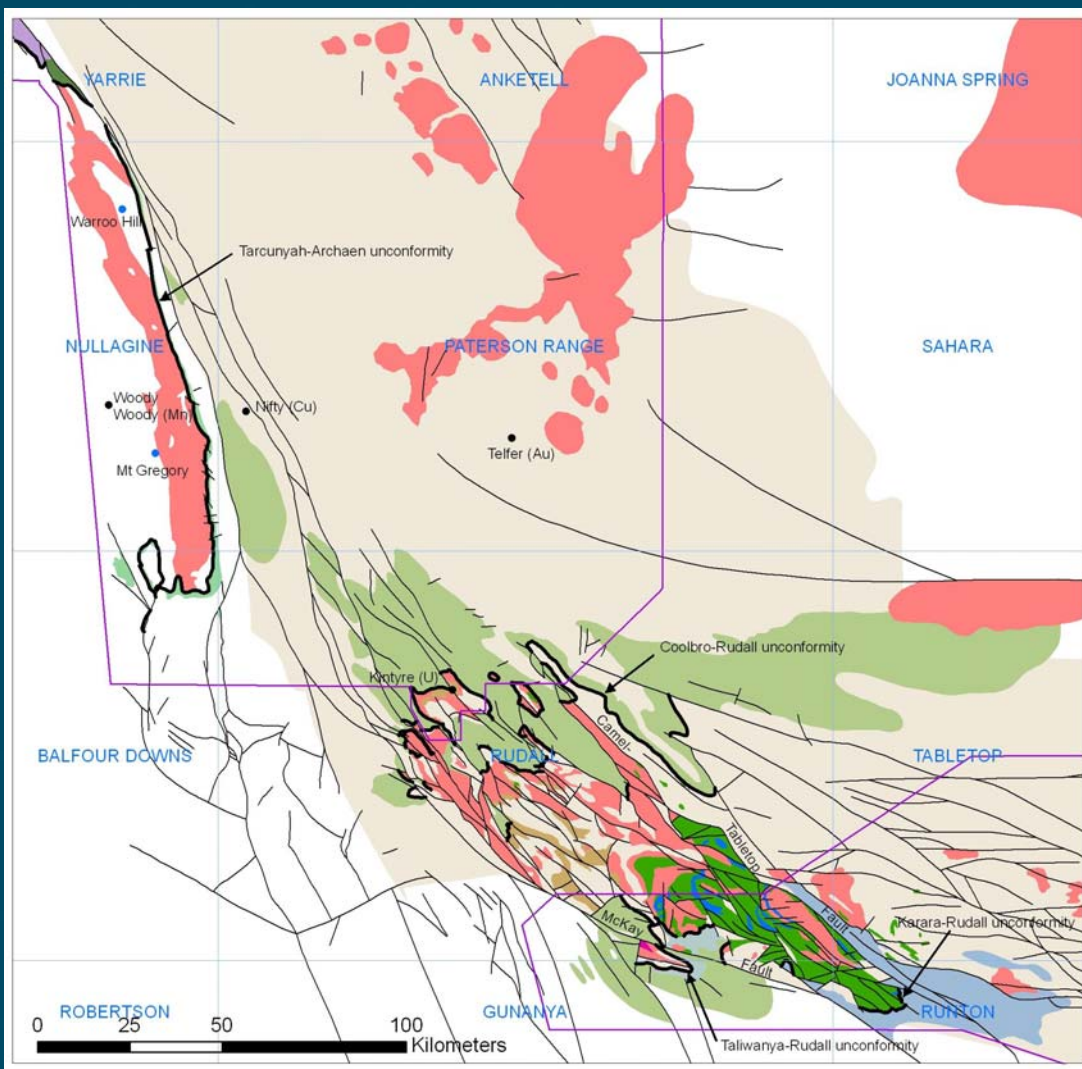 YARRIE
ANKETELL
JOANNA SPRING
Warroo Hill
Tarcunyah-Archaen unconformity
NULLAGINE
PATERSON RANGE
SAHARA
Woody
Woody (Mn)
Nifty (Cu)
Telfer (Au)
Mt Gregory
Coolbro-Rudall unconformity
Kintyre (U)
Camel-
BALFOUR DOWNS
RUDALL
TABLETOP
Tabletop
Fault
McKay
Fault
Karara-Rudall unconformity
ROBERTSON
GUNANYA
RUNTON
0 25 50 100
Kilometers
Taliwanya-Rudall unconformity